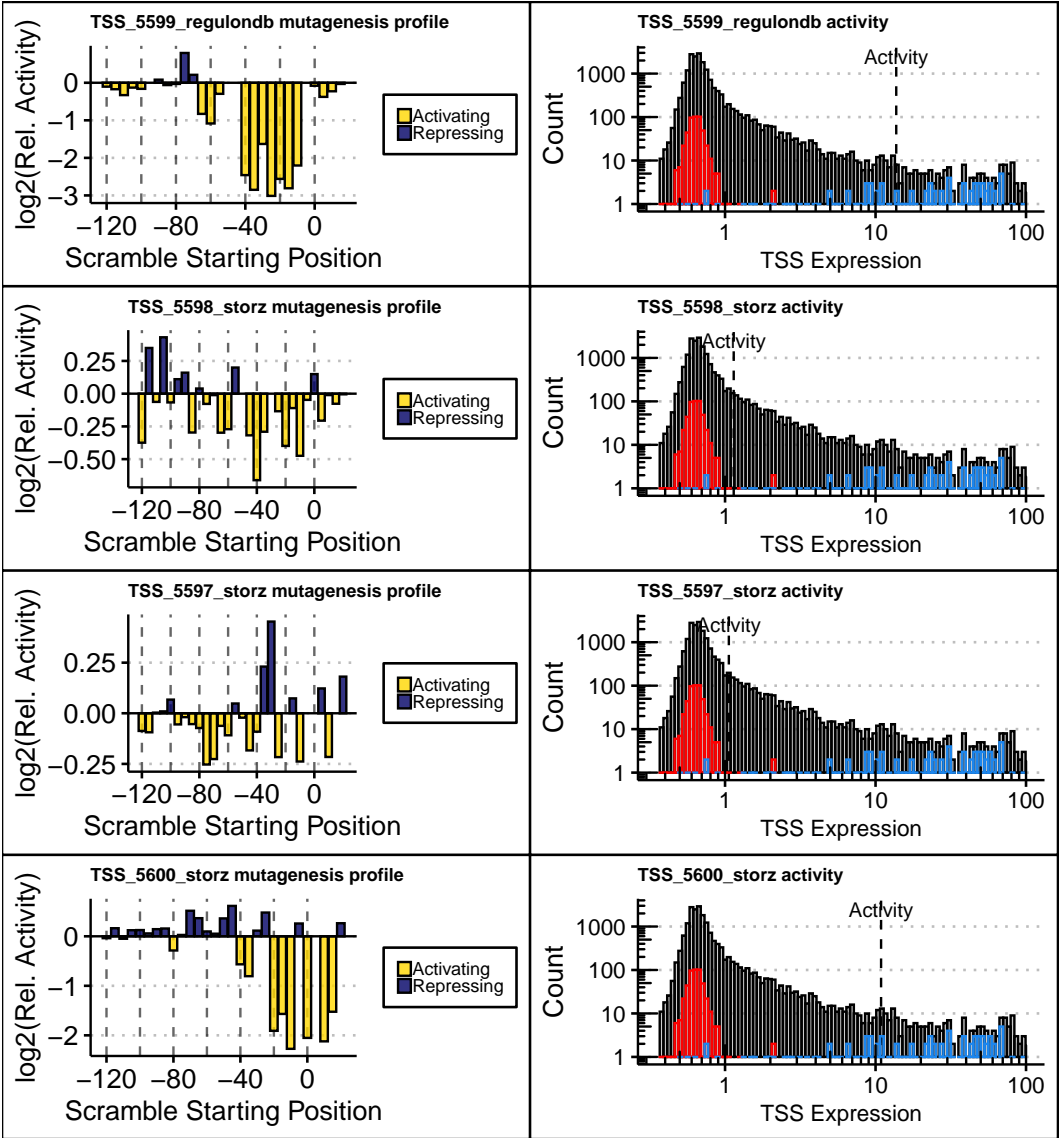 TSS_5599_regulondb mutagenesis profile
log2(Rel. Activity)
0
−1
−2
−3
−120
−80
−40
0
Scramble Starting Position
Activating
Repressing
TSS_5599_regulondb activity
Activity
Count
1000
100
10
1
1
10
100
TSS Expression
TSS_5598_storz mutagenesis profile
log2(Rel. Activity)
0.25
0.00
−0.25
−0.50
−120
−80
−40
0
Scramble Starting Position
Activating
Repressing
TSS_5598_storz activity
Activity
Count
1000
100
10
1
1
10
100
TSS Expression
TSS_5597_storz mutagenesis profile
log2(Rel. Activity)
0.25
0.00
−0.25
−120
−80
−40
0
Scramble Starting Position
Activating
Repressing
TSS_5597_storz activity
Activity
Count
1000
100
10
1
1
10
100
TSS Expression
TSS_5600_storz mutagenesis profile
log2(Rel. Activity)
0
−1
−2
−120
−80
−40
0
Scramble Starting Position
Activating
Repressing
TSS_5600_storz activity
Activity
Count
1000
100
10
1
1
10
100
TSS Expression